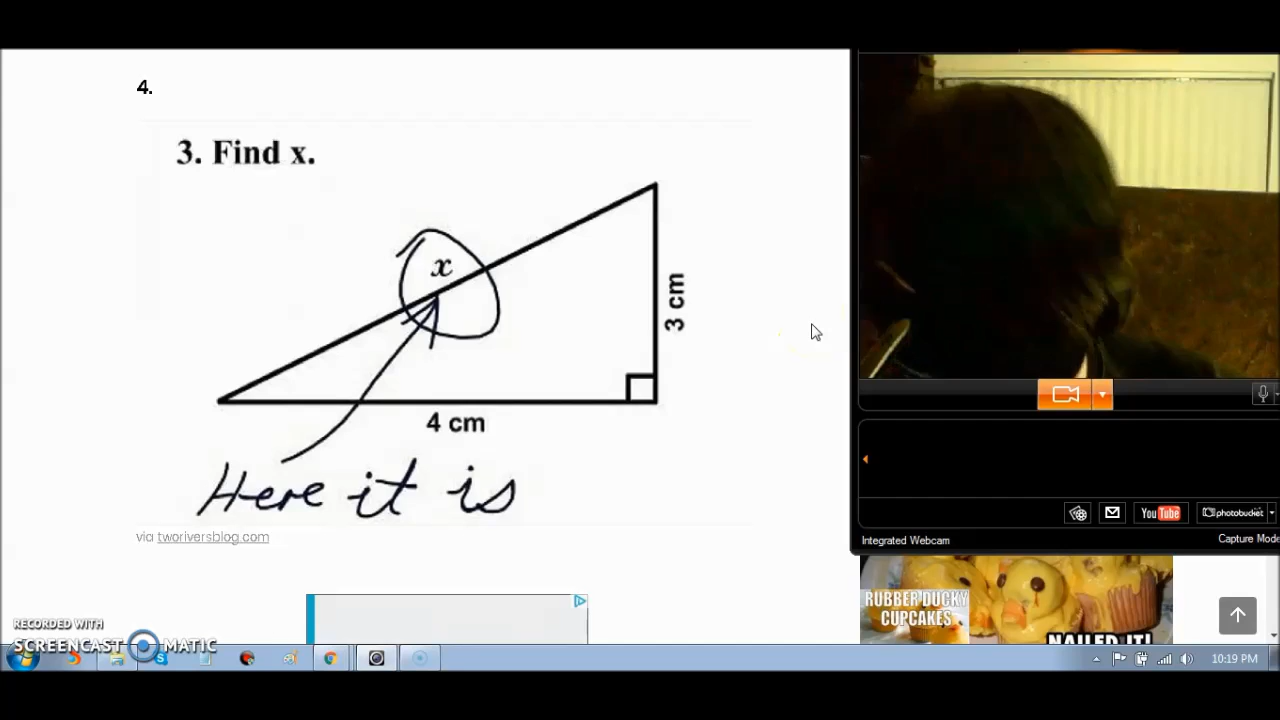 4.
3. Find x.
x
3 cm
4 cm
Here it is
via tworiversblog.com
RECORDED WITH
SCREENCAST MATIC
You Tube
photobucket
Integrated Webcam
Capture Mode
RUBBER DUCKY
CUPCAKES
NAILED IT!
10:19 PM